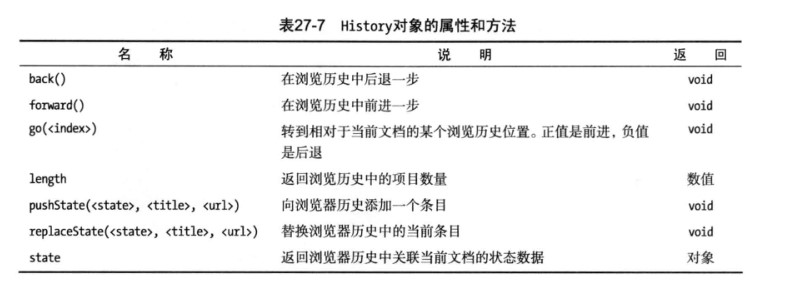 表27-7 History对象的属性和方法
名 称 说 明 返 回
back() 在浏览历史中后退一步 void
forward() 在浏览历史中前进一步 void
go(<index>) 转到相对于当前文档的某个浏览历史位置。正值是前进，负值 void
是后退
length 返回浏览历史中的项目数量 数值
pushState(<state>, <title>, <url>) 向浏览器历史添加一个条目 void
replaceState(<state>, <title>, <url>) 替换浏览器历史中的当前条目 void
state 返回浏览器历史中关联当前文档的状态数据 对象